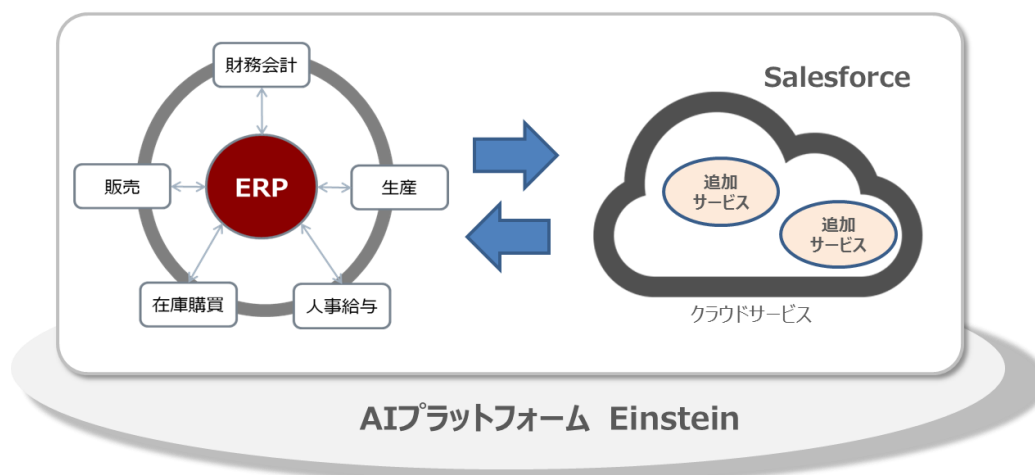 財務会計
販売
ERP
生産
在庫購買
人事給与
Salesforce
追加
サービス
追加
サービス
クラウドサービス
AIプラットフォーム Einstein